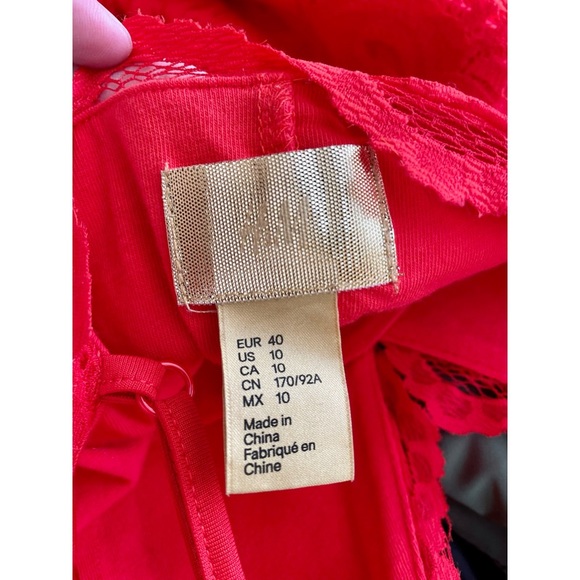 EUR 40
US 10
CA 10
CN 170/92A
MX 10
Made in
China
Fabriqué en
Chine